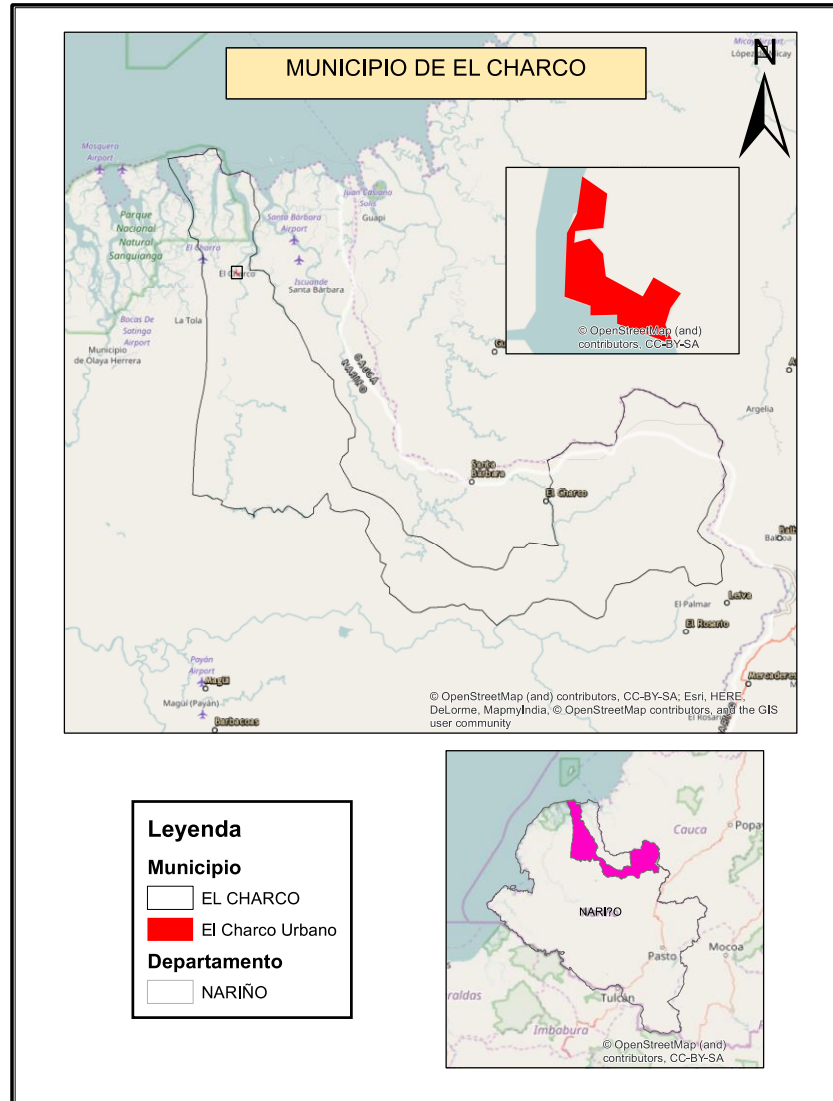 MUNICIPIO DE EL CHARCO
N
Micay Airport
López de Micay
Mosquera
Airport
Parque
Nacional
Natural
Sanquianga
El Charco
El Charco
Santa Bárbara
Airport
Juan Casiano
Solis
Guapi
Iscuande
Santa Bárbara
La Tola
Bocas De
Satinga
Airport
Municipio
de Olaya Herrera
CAUCA
NARIÑO
© OpenStreetMap (and)
contributors, CC-BY-SA
Argelia
Santa
Bárbara
El Charco
Balboa
Leiva
El Palmar
El Rosario
Mercaderes
Payán
Airport
Magüi
Magüí (Payán)
Barbacoas
El Rosario
© OpenStreetMap (and) contributors, CC-BY-SA; Esri, HERE,
DeLorme, MapmyIndia, © OpenStreetMap contributors, and the GIS
user community
Leyenda
Municipio
EL CHARCO
El Charco Urbano
Departamento
NARIÑO
Cauca
Popay
NARI?O
Pasto
Mocoa
Tulcán
eraldas
Imbabura
© OpenStreetMap (and)
contributors, CC-BY-SA